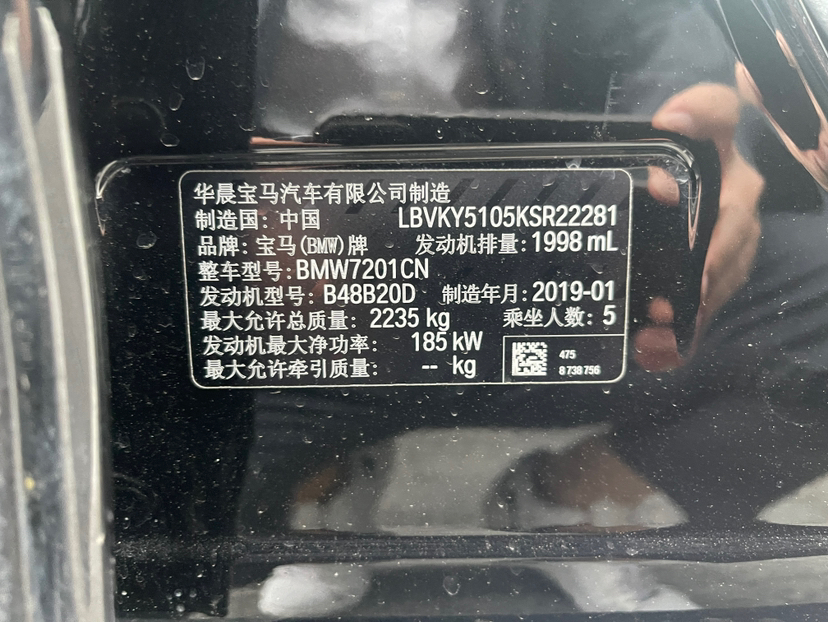 华晨宝马汽车有限公司制造
制造国: 中国 LBVKY5105KSR22281
品牌: 宝马(BMW)牌 发动机排量: 1998 mL
整车型号: BMW7201CN
发动机型号: B48B20D 制造年月: 2019-01
最大允许总质量: 2235 kg 乘坐人数: 5
发动机最大净功率: 185 kW
最大允许牵引质量: -- kg
475
8 738 756